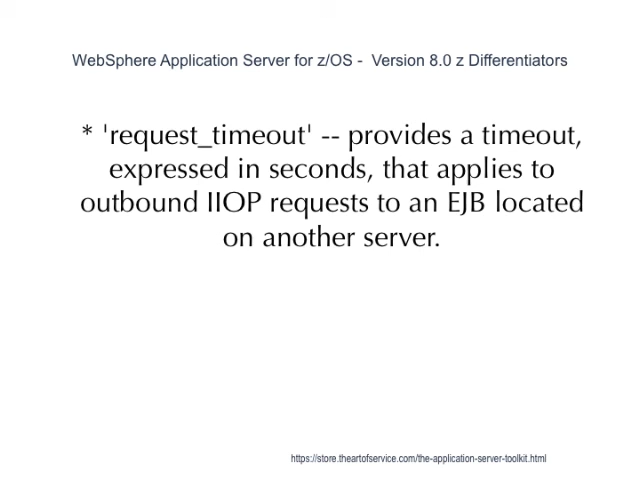 WebSphere Application Server for z/OS -  Version 8.0 z Differentiators
* 'request_timeout' -- provides a timeout,
expressed in seconds, that applies to
outbound IIOP requests to an EJB located
on another server.
https://store.theartofservice.com/the-application-server-toolkit.html